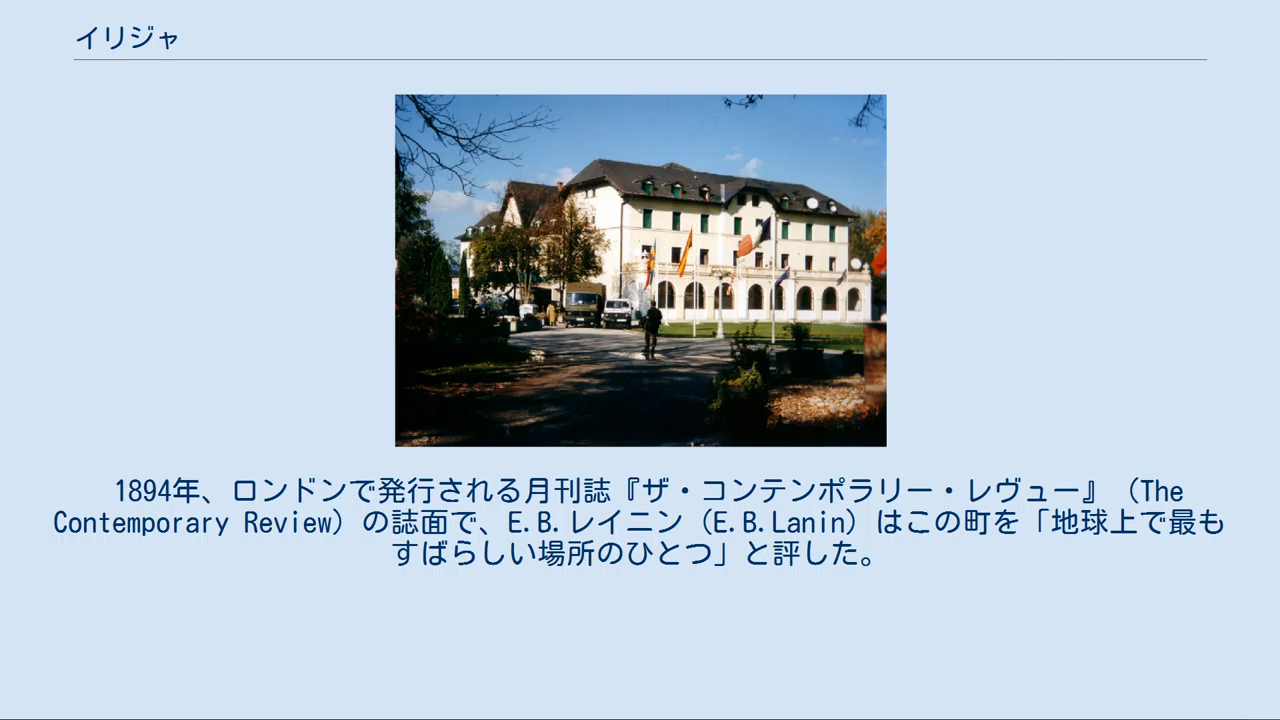 イリジャ
1894年、ロンドンで発行される月刊誌『ザ・コンテンポラリー・レヴュー』（The
Contemporary Review）の誌面で、E.B.レイニン（E.B.Lanin）はこの町を「地球上で最も
すばらしい場所のひとつ」と評した。